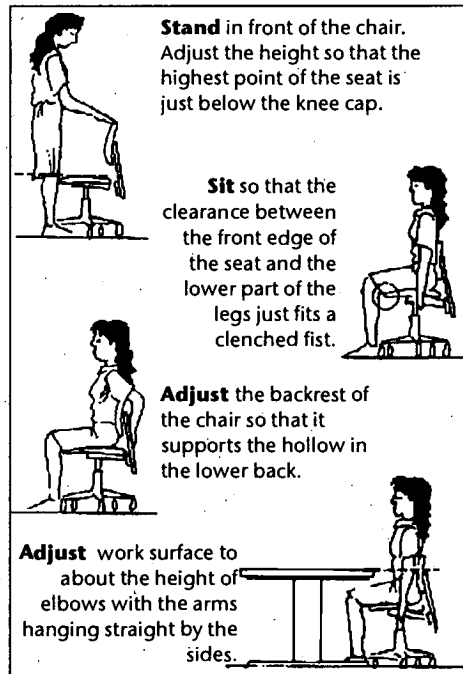 Stand in front of the chair.
Adjust the height so that the
highest point of the seat is
just below the knee cap.
Sit so that the
clearance between
the front edge of
the seat and the
lower part of the
legs just fits a
clenched fist.
Adjust the backrest of
the chair so that it
supports the hollow in
the lower back.
Adjust work surface to
about the height of
elbows with the arms
hanging straight by the
sides.